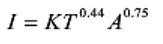 I = KT^0.44 A^0.75